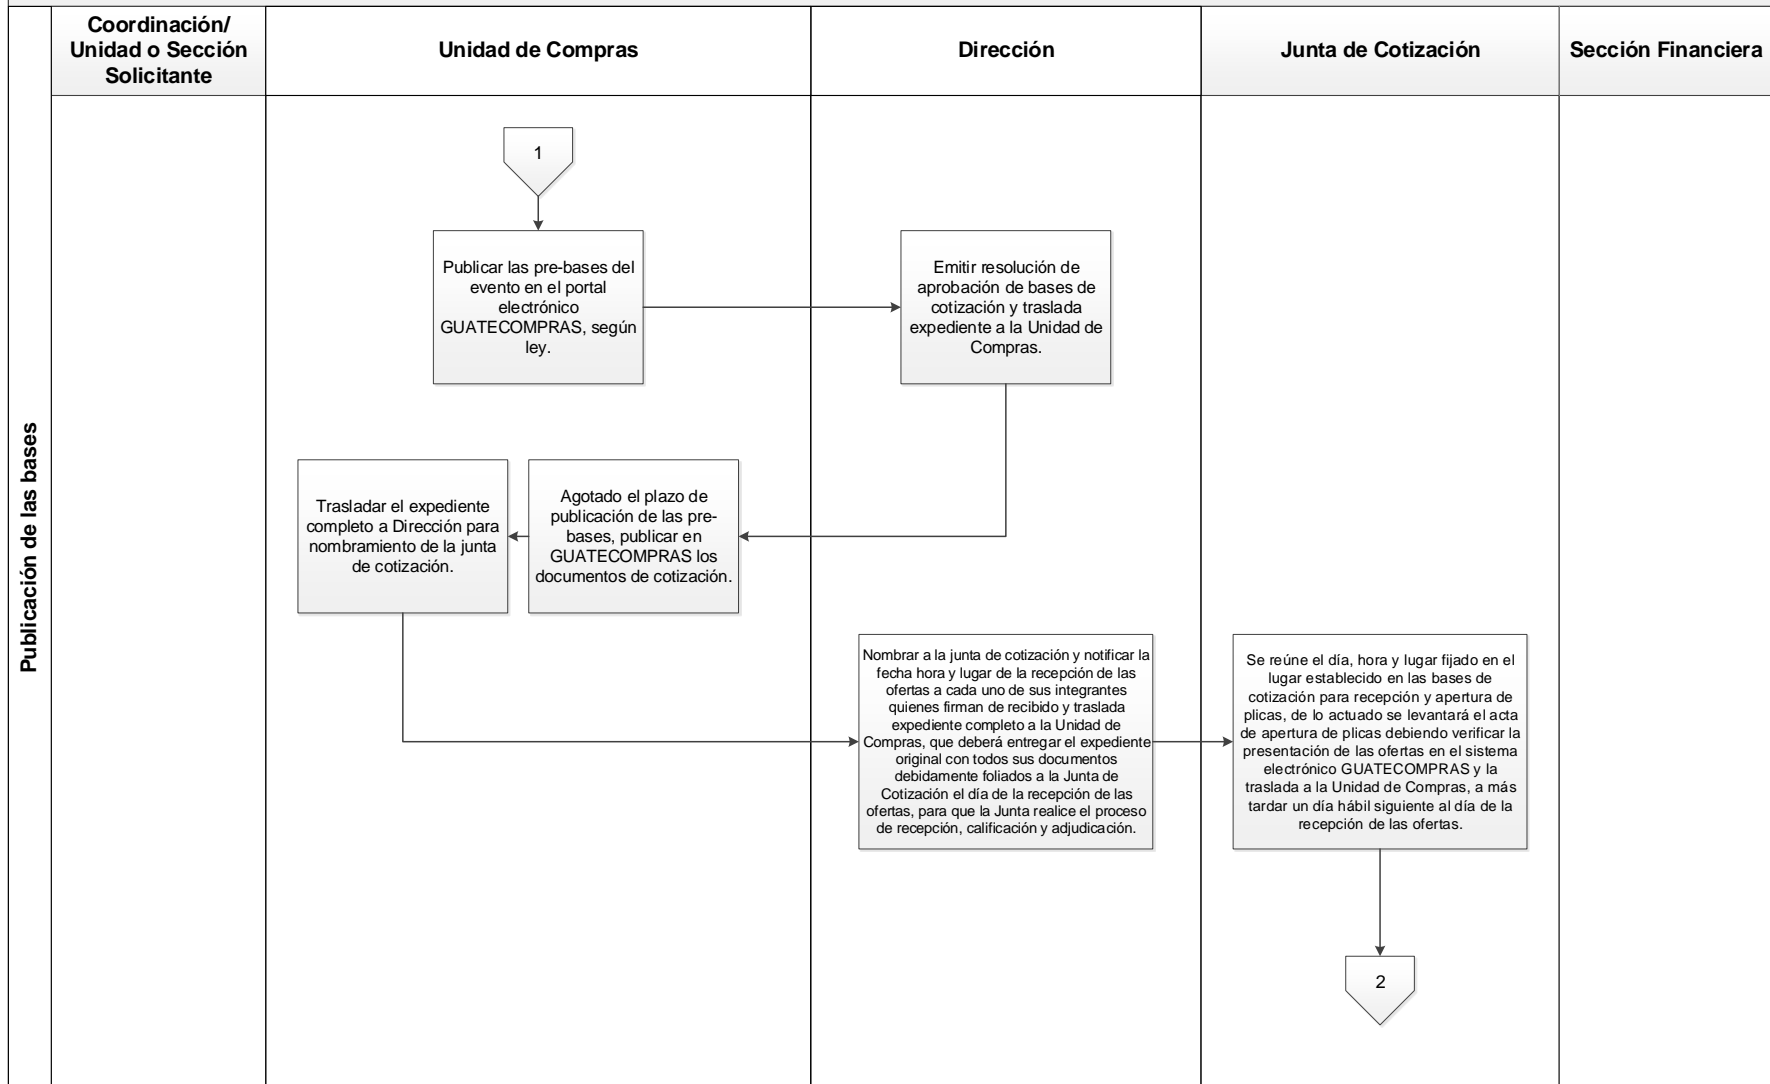 Coordinación/
Unidad o Sección
Solicitante
Unidad de Compras
Dirección
Junta de Cotización
Sección Financiera
Publicación de las bases
1
Publicar las pre-bases del
evento en el portal
electrónico
GUATECOMPRAS, según
ley.
Emitir resolución de
aprobación de bases de
cotización y traslada
expediente a la Unidad de
Compras.
Trasladar el expediente
completo a Dirección para
nombramiento de la junta
de cotización.
Agotado el plazo de
publicación de las pre-
bases, publicar en
GUATECOMPRAS los
documentos de cotización.
Nombrar a la junta de cotización y notificar la
fecha hora y lugar de la recepción de las
ofertas a cada uno de sus integrantes
quienes firman de recibido y traslada
expediente completo a la Unidad de
Compras, que deberá entregar el expediente
original con todos sus documentos
debidamente foliados a la Junta de
Cotización el día de la recepción de las
ofertas, para que la Junta realice el proceso
de recepción, calificación y adjudicación.
Se reúne el día, hora y lugar fijado en el
lugar establecido en las bases de
cotización para recepción y apertura de
plicas, de lo actuado se levantará el acta
de apertura de plicas debiendo verificar la
presentación de las ofertas en el sistema
electrónico GUATECOMPRAS y la
traslada a la Unidad de Compras, a más
tardar un día hábil siguiente al día de la
recepción de las ofertas.
2